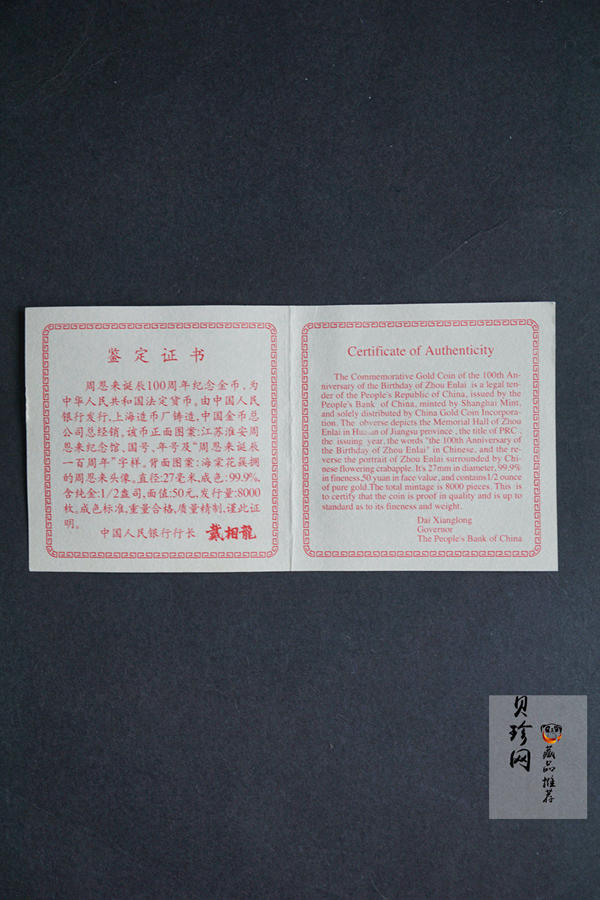 鉴定证书
周恩来诞辰100周年纪念金币,为
中华人民共和国法定货币,由中国人民
银行发行,上海造币厂铸造,中国金币总
公司总经销。该币正面图案:江苏淮安周
恩来纪念馆,国号、年号及"周恩来诞辰
一百周年"字样。背面图案:海棠花蔟拥
的周恩来头像。直径:27毫米,成色:99.9%,
含纯金:1/2盎司,面值:50元,发行量:8000
枚。成色标准,重量合格,质量精制,谨此证
明。
中国人民银行行长 戴相龍
Certificate of Authenticity
The Commemorative Gold Coin of the 100th An-
niversary of the Birthday of Zhou Enlai is a legal ten-
der of the People's Republic of China, issued by the
People's Bank of China, minted by Shanghai Mint,
and solely distributed by China Gold Coin Incorpora-
tion. The obverse depicts the Memorial Hall of Zhou
Enlai in of Jiangsu province, the title of PRC,
the issuing year, the words "the 100th Anniversary of
the Birthday of Zhou Enlai" in Chinese, and the re-
verse the portrait of Zhou Enlai surrounded by Chi-
nese flowering crabapple. It's 27mm in diameter, 99.9%
in fineness, 50 yuan in face value, and contains 1/2 ounce
of pure gold. The total mintage is 8000 pieces. This is
to certify that the coin is proof in quality and is up to
standard as to its fineness and weight.
Dai Xianglong
Governor
The People's Bank of China
贝珍网
藏品推荐